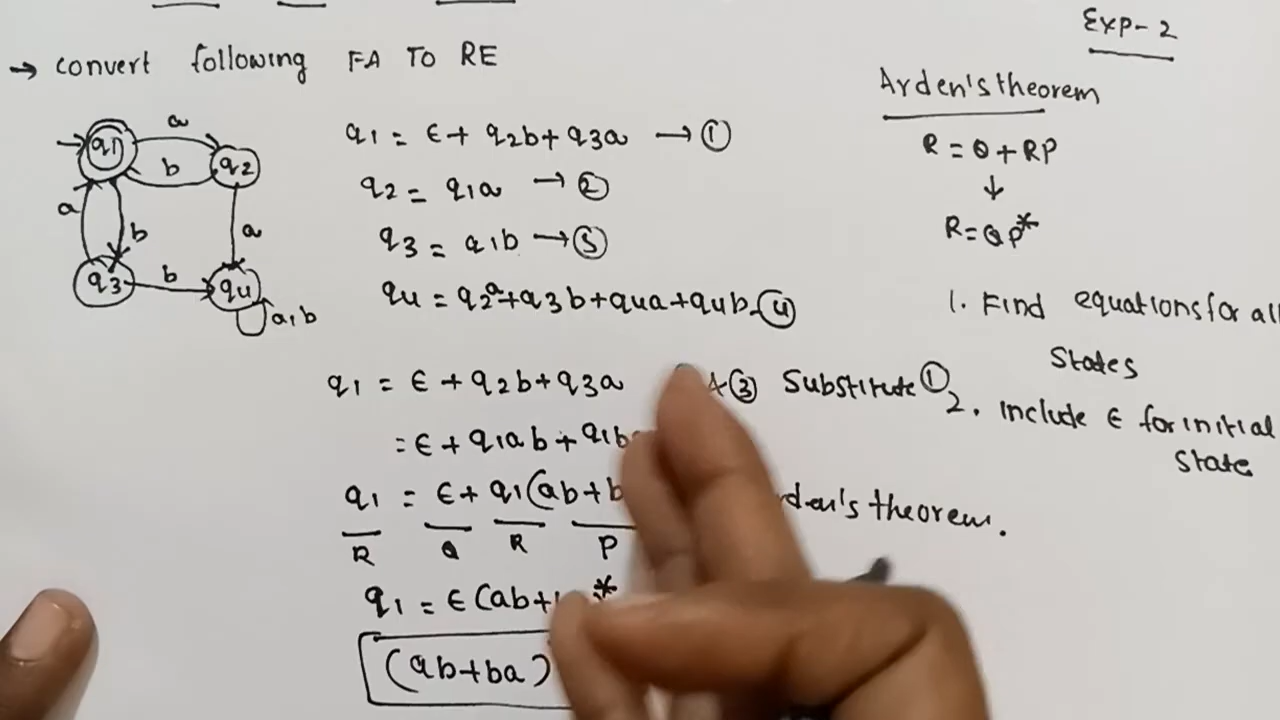 Exp-2
→ convert following FA TO RE
Arden's theorem
R = Q + RP
↓
R = QP*
q1
a
q2
b
a
b
a
q3
b
q4
a,b
q1 = ε + q2b + q3a → ①
q2 = q1a → ②
q3 = q1b → ③
q4 = q2a + q3b + q4a + q4b - ④
1. Find equations for all
States
2. Include ε for initial
State
q1 = ε + q2b + q3a ③ Substitute ①
= ε + q1ab + q1b
q1 = ε + q1(ab + b
theorem.
R Q R P
q1 = ε(ab + *
(ab+ba)